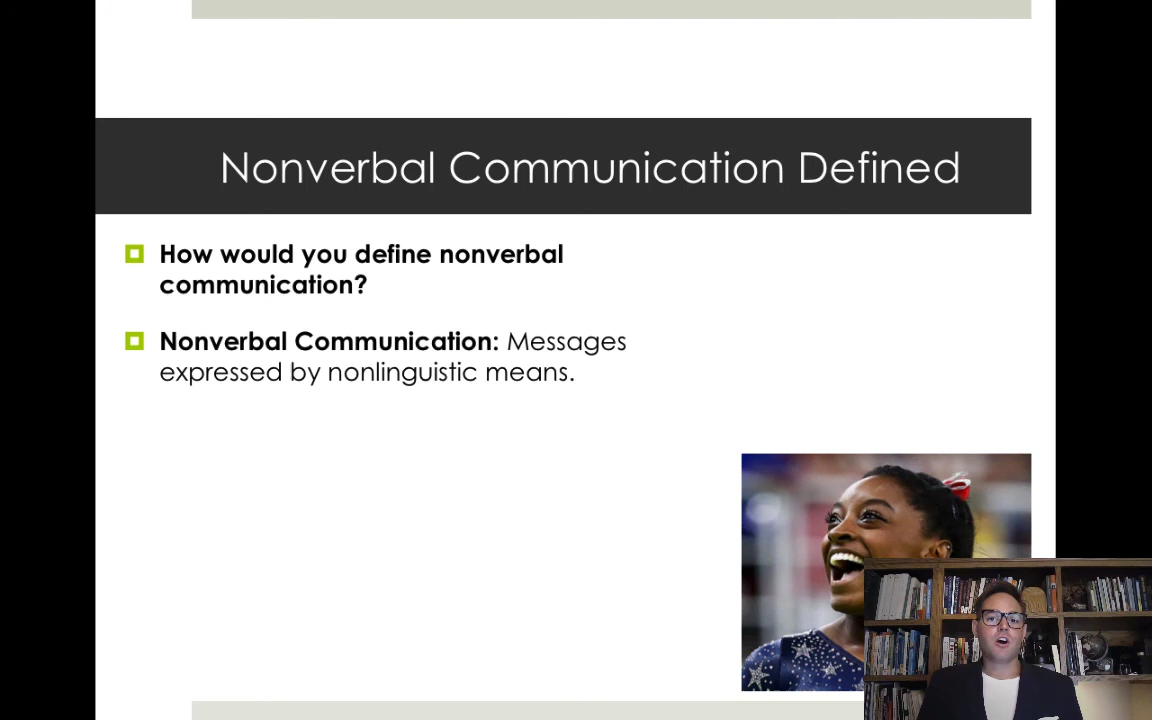 Nonverbal Communication Defined
How would you define nonverbal
communication?
Nonverbal Communication: Messages
expressed by nonlinguistic means.